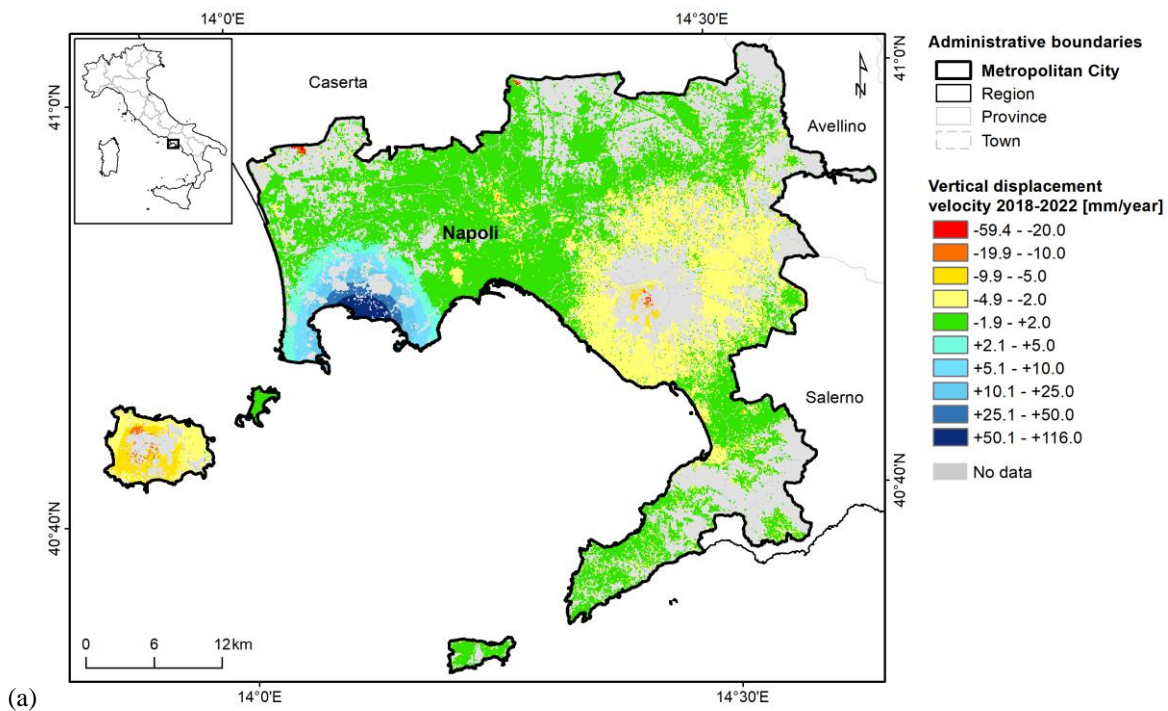 14°0'E
14°30'E
41°0'N
41°0'N
Caserta
N
Avellino
Napoli
Salerno
40°40'N
40°40'N
0 6 12km
14°0'E
14°30'E
(a)
Administrative boundaries
Metropolitan City
Region
Province
Town
Vertical displacement
velocity 2018-2022 [mm/year]
-59.4 - -20.0
-19.9 - -10.0
-9.9 - -5.0
-4.9 - -2.0
-1.9 - +2.0
+2.1 - +5.0
+5.1 - +10.0
+10.1 - +25.0
+25.1 - +50.0
+50.1 - +116.0
No data